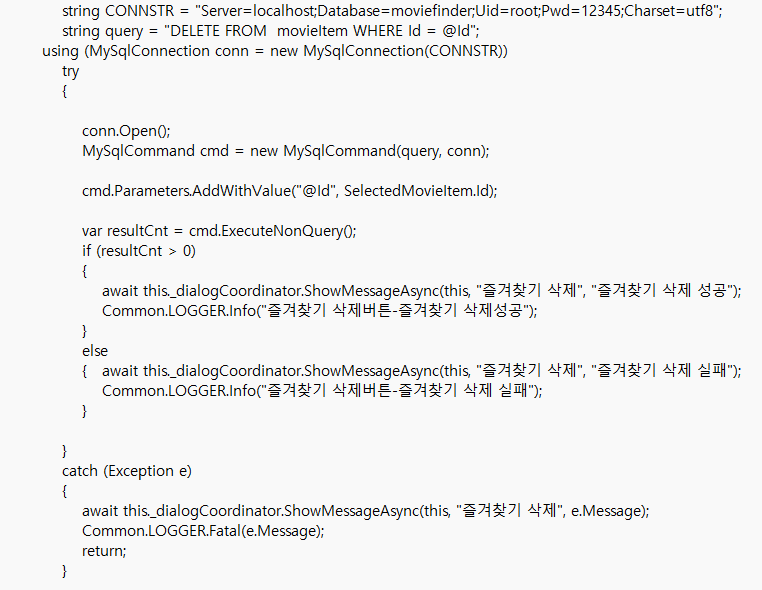 string CONNSTR = "Server=localhost;Database=moviefinder;Uid=root;Pwd=12345;Charset=utf8";
string query = "DELETE FROM  movieItem WHERE Id = @Id";
using (MySqlConnection conn = new MySqlConnection(CONNSTR))
try
{
conn.Open();
MySqlCommand cmd = new MySqlCommand(query, conn);
cmd.Parameters.AddWithValue("@Id", SelectedMovieItem.Id);
var resultCnt = cmd.ExecuteNonQuery();
if (resultCnt > 0)
{
await this._dialogCoordinator.ShowMessageAsync(this, "즐겨찾기 삭제", "즐겨찾기 삭제 성공");
Common.LOGGER.Info("즐겨찾기 삭제버튼-즐겨찾기 삭제성공");
}
else
{   await this._dialogCoordinator.ShowMessageAsync(this, "즐겨찾기 삭제", "즐겨찾기 삭제 실패");
Common.LOGGER.Info("즐겨찾기 삭제버튼-즐겨찾기 삭제 실패");
}
}
catch (Exception e)
{
await this._dialogCoordinator.ShowMessageAsync(this, "즐겨찾기 삭제", e.Message);
Common.LOGGER.Fatal(e.Message);
return;
}